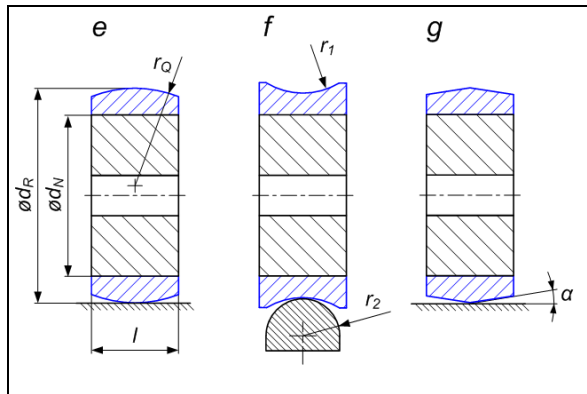 e f g
r_Q r_1
ød_R
ød_N
r_2
α
l